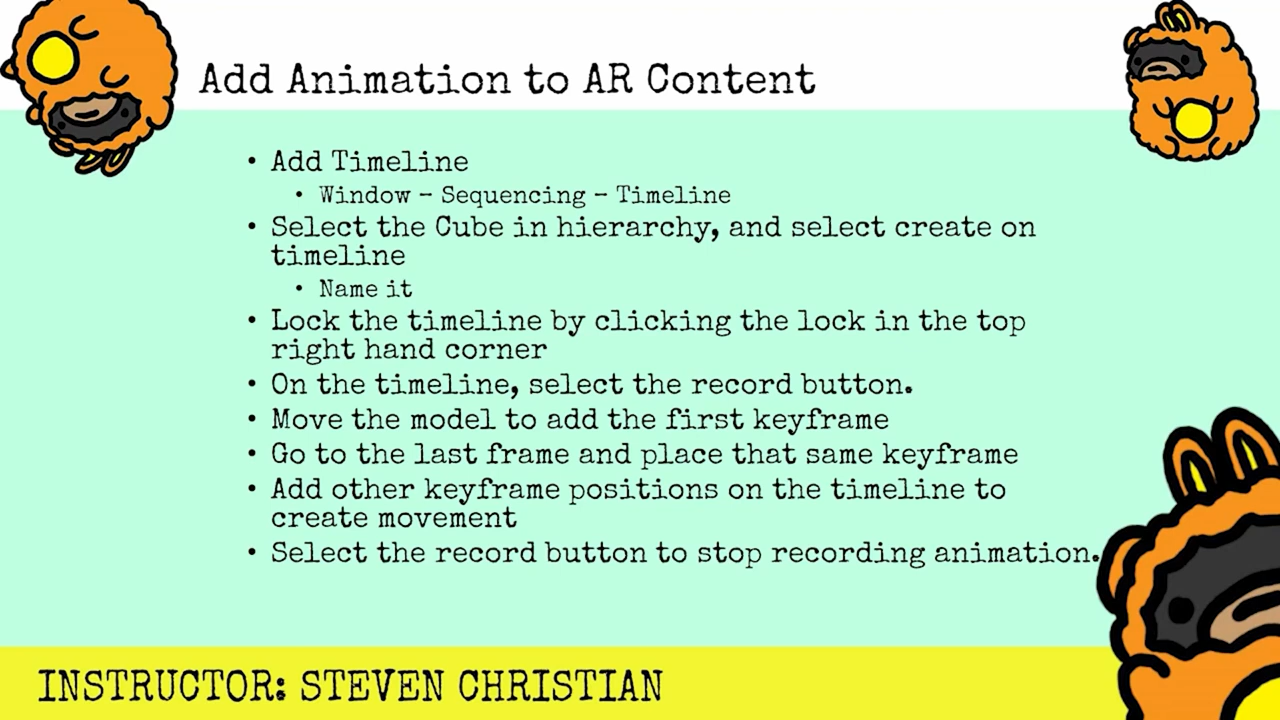 Add Animation to AR Content
• Add Timeline
• Window – Sequencing – Timeline
• Select the Cube in hierarchy, and select create on
timeline
• Name it
• Lock the timeline by clicking the lock in the top
right hand corner
• On the timeline, select the record button.
• Move the model to add the first keyframe
• Go to the last frame and place that same keyframe
• Add other keyframe positions on the timeline to
create movement
• Select the record button to stop recording animation.
INSTRUCTOR: STEVEN CHRISTIAN